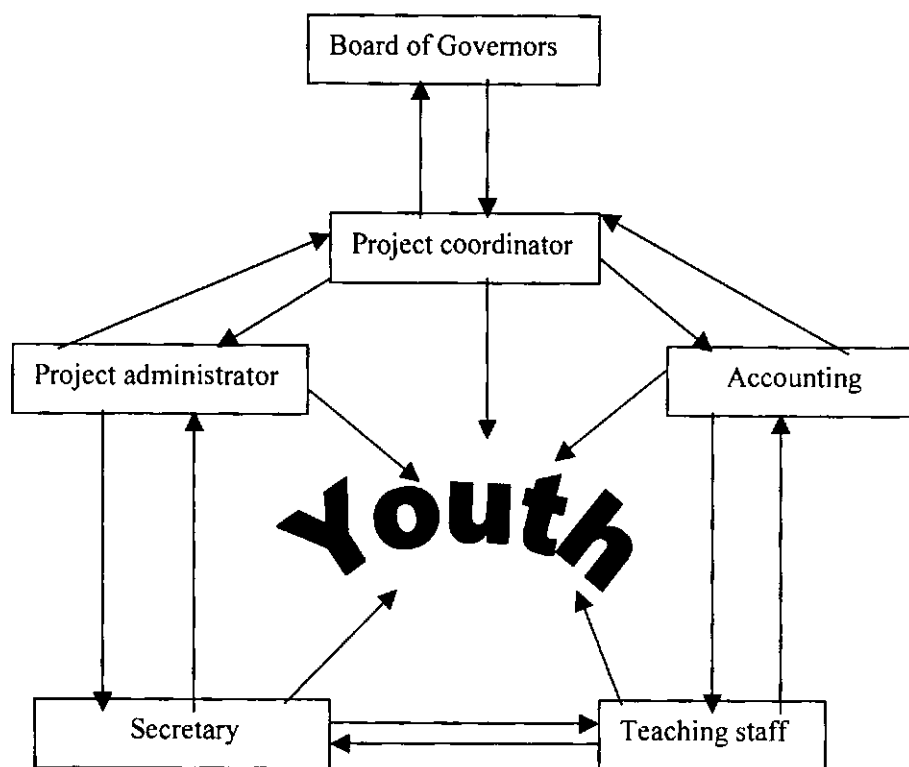 Board of Governors
Project coordinator
Project administrator
Accounting
Youth
Secretary
Teaching staff